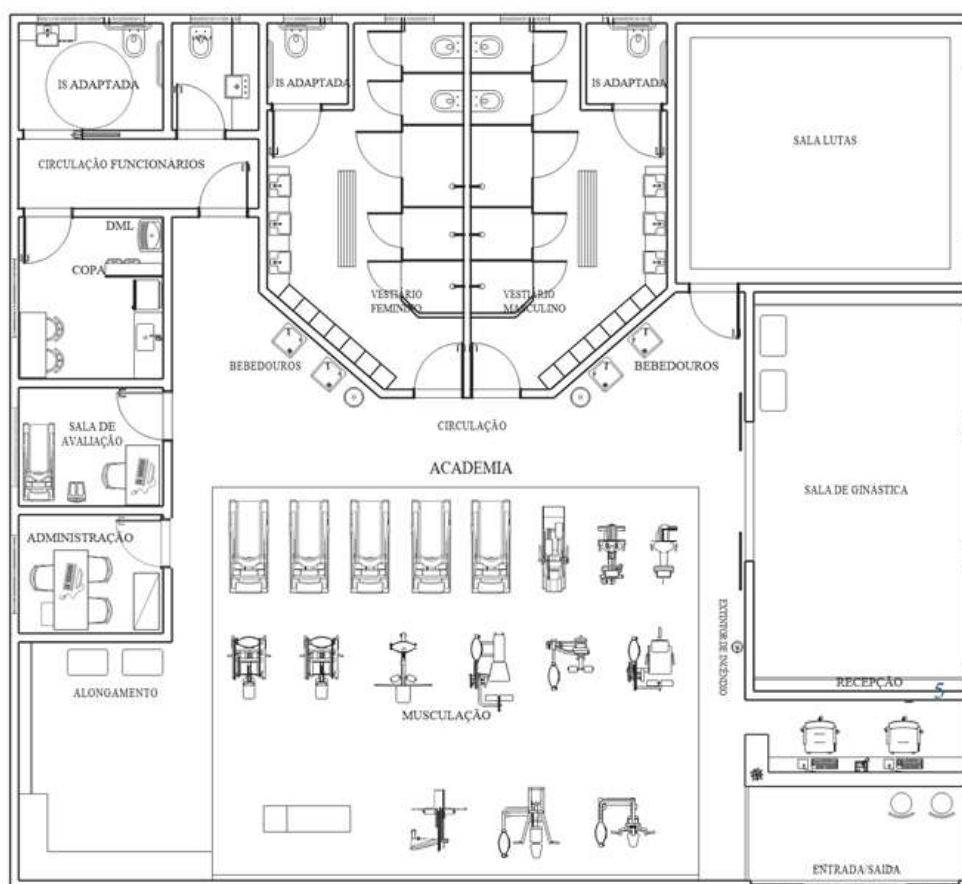 IS ADAPTADA
IS ADAPTADA
IS ADAPTADA
CIRCULAÇÃO FUNCIONÁRIOS
SALA LUTAS
DML
COPA
VESTIÁRIO
FEMININO
VESTIÁRIO
MASCULINO
BEBEDOUROS
BEBEDOUROS
CIRCULAÇÃO
SALA DE
AVALIAÇÃO
ACADEMIA
SALA DE GINÁSTICA
ADMINISTRAÇÃO
EXTINTOR DE INCÊNDIO
ALONGAMENTO
MUSCULAÇÃO
RECEPÇÃO
5
ENTRADA/SAÍDA